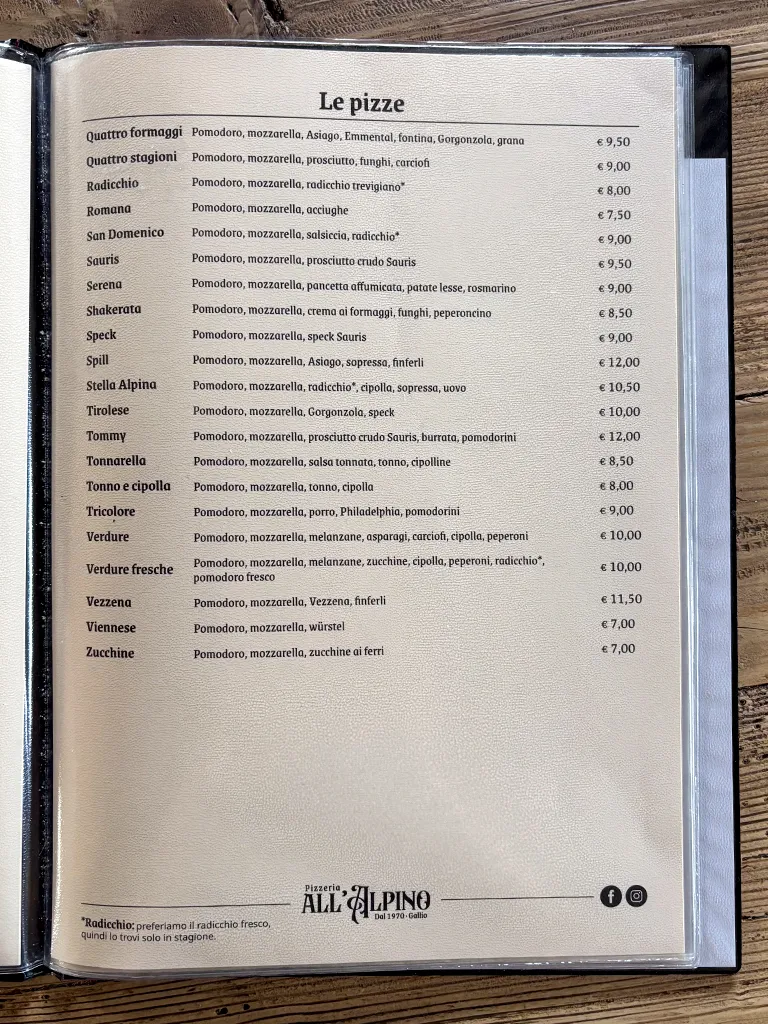 Le pizze
Quattro formaggi Pomodoro, mozzarella, Asiago, Emmental, fontina, Gorgonzola, grana € 9,50
Quattro stagioni Pomodoro, mozzarella, prosciutto, funghi, carciofi € 9,00
Radicchio Pomodoro, mozzarella, radicchio trevigiano* € 8,00
Romana Pomodoro, mozzarella, acciughe € 7,50
San Domenico Pomodoro, mozzarella, salsiccia, radicchio* € 9,00
Sauris Pomodoro, mozzarella, prosciutto crudo Sauris € 9,50
Serena Pomodoro, mozzarella, pancetta affumicata, patate lesse, rosmarino € 9,00
Shakerata Pomodoro, mozzarella, crema ai formaggi, funghi, peperoncino € 8,50
Speck Pomodoro, mozzarella, speck Sauris € 9,00
Spill Pomodoro, mozzarella, Asiago, sopressa, finferli € 12,00
Stella Alpina Pomodoro, mozzarella, radicchio*, cipolla, sopressa, uovo € 10,50
Tirolese Pomodoro, mozzarella, Gorgonzola, speck € 10,00
Tommy Pomodoro, mozzarella, prosciutto crudo Sauris, burrata, pomodorini € 12,00
Tonnarella Pomodoro, mozzarella, salsa tonnata, tonno, cipolline € 8,50
Tonno e cipolla Pomodoro, mozzarella, tonno, cipolla € 8,00
Tricolore Pomodoro, mozzarella, porro, Philadelphia, pomodorini € 9,00
Verdure Pomodoro, mozzarella, melanzane, asparagi, carciofi, cipolla, peperoni € 10,00
Verdure fresche Pomodoro, mozzarella, melanzane, zucchine, cipolla, peperoni, radicchio*, € 10,00
pomodoro fresco
Vezzena Pomodoro, mozzarella, Vezzena, finferli € 11,50
Viennese Pomodoro, mozzarella, würstel € 7,00
Zucchine Pomodoro, mozzarella, zucchine ai ferri € 7,00
Pizzeria
ALL'ALPINO
Dal 1970 · Gallio
*Radicchio: preferiamo il radicchio fresco,
quindi lo trovi solo in stagione.